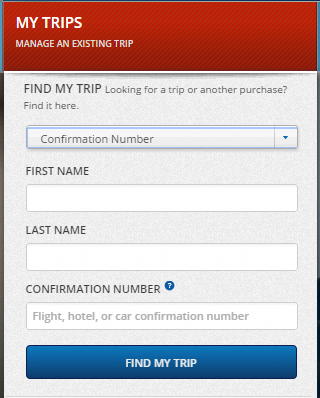 MY TRIPS
MANAGE AN EXISTING TRIP
FIND MY TRIP Looking for a trip or another purchase?
Find it here.
Confirmation Number
FIRST NAME
LAST NAME
CONFIRMATION NUMBER ?
Flight, hotel, or car confirmation number
FIND MY TRIP